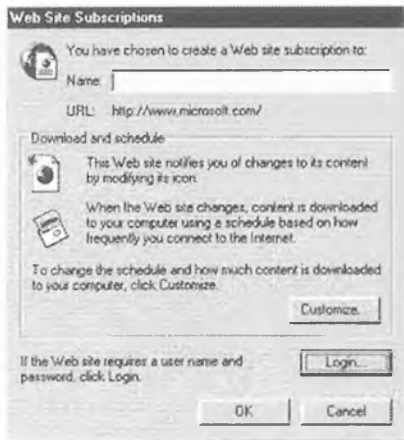 Web Site Subscriptions
You have chosen to create a Web site subscription to:
Name:
URL: http://www.microsoft.com/
Download and schedule
This Web site notifies you of changes to its content
by modifying its icon.
When the Web site changes, content is downloaded
to your computer using a schedule based on how
frequently you connect to the Internet.
To change the schedule and how much content is downloaded
to your computer, click Customize.
Customize...
If the Web site requires a user name and
password, click Login.
Login...
OK
Cancel